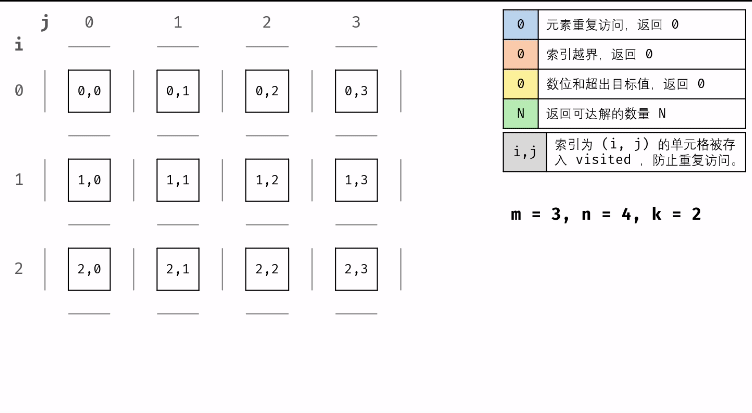 j 0 1 2 3
i
0 0,0 0,1 0,2 0,3
1 1,0 1,1 1,2 1,3
2 2,0 2,1 2,2 2,3
0 元素重复访问，返回 0
0 索引越界，返回 0
0 数位和超出目标值，返回 0
N 返回可达解的数量 N
i,j 索引为 (i, j) 的单元格被存
入 visited ，防止重复访问。
m = 3, n = 4, k = 2